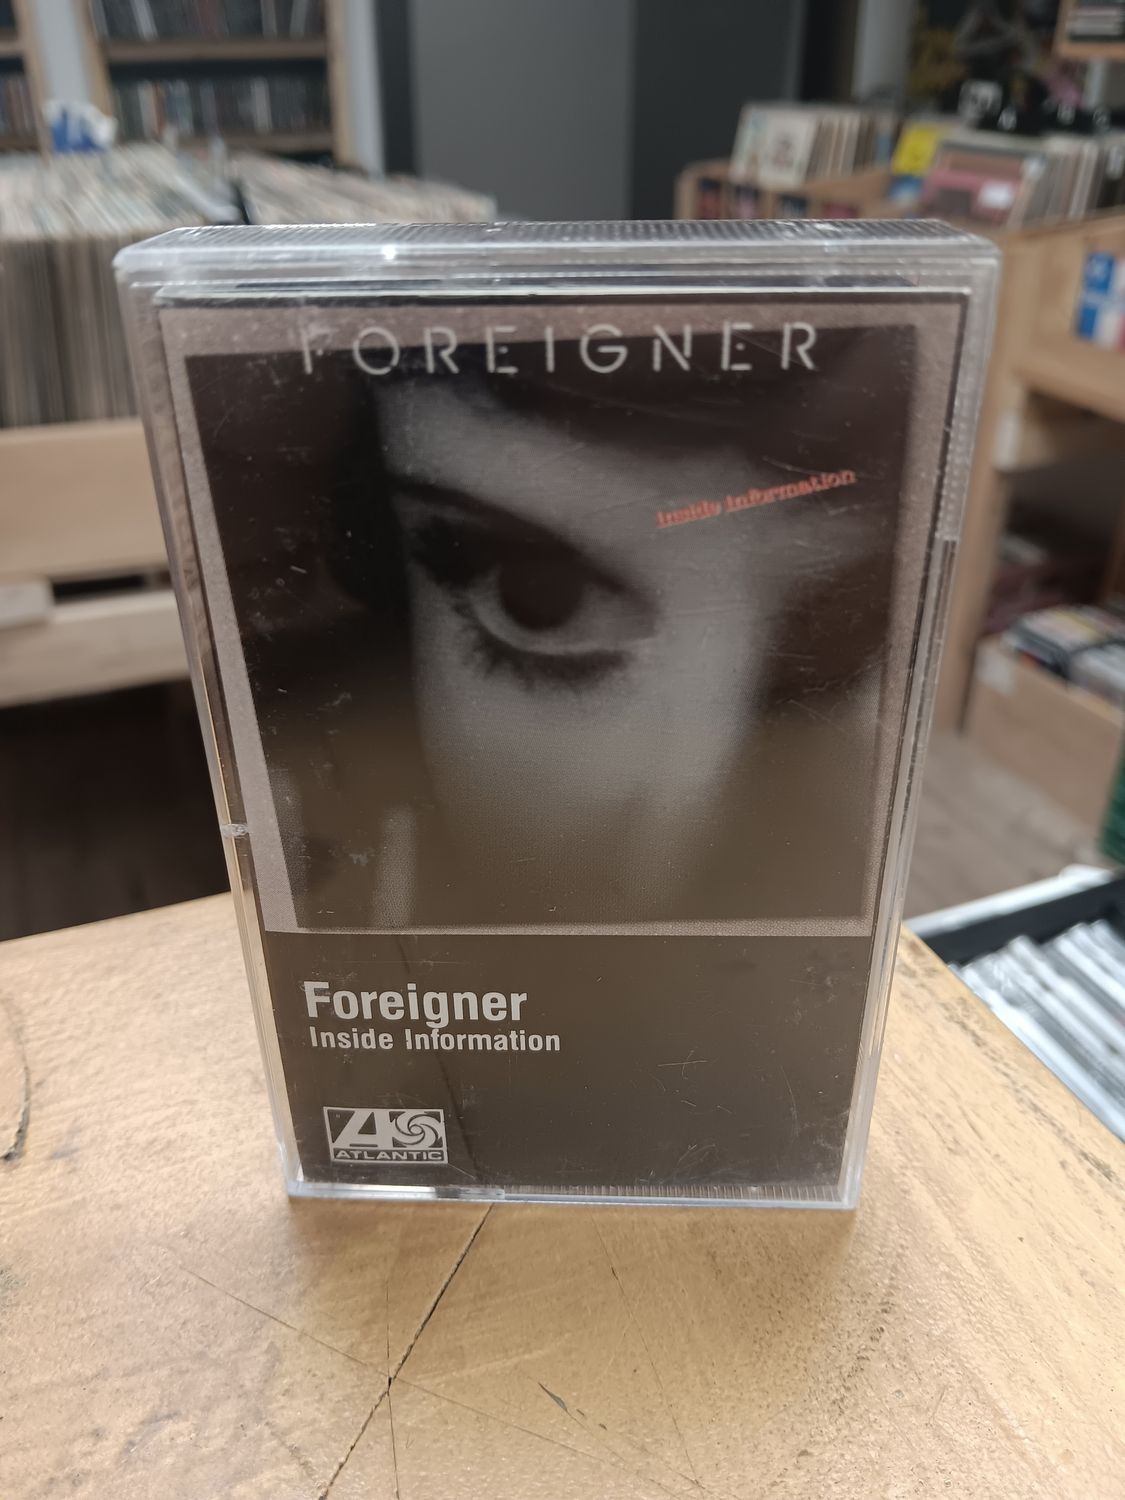 FOREIGNER
Inside Information
Foreigner
Inside Information
ATLANTIC